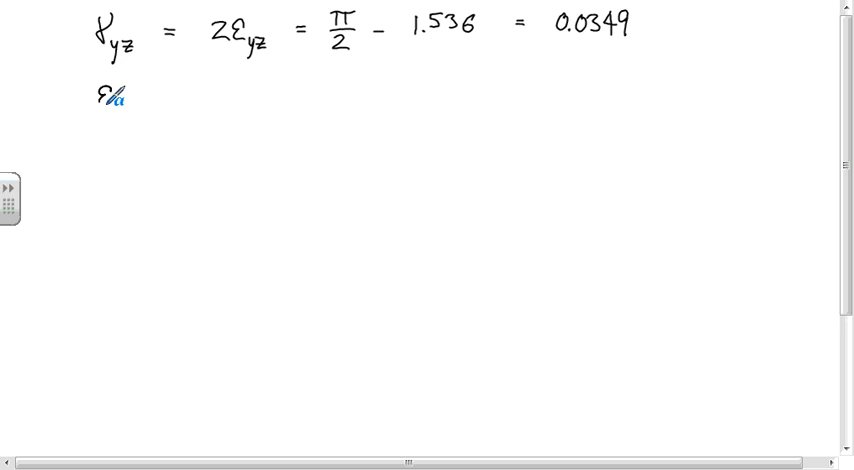 γyz = 2εyz = π/2 - 1.536 = 0.0349
ε